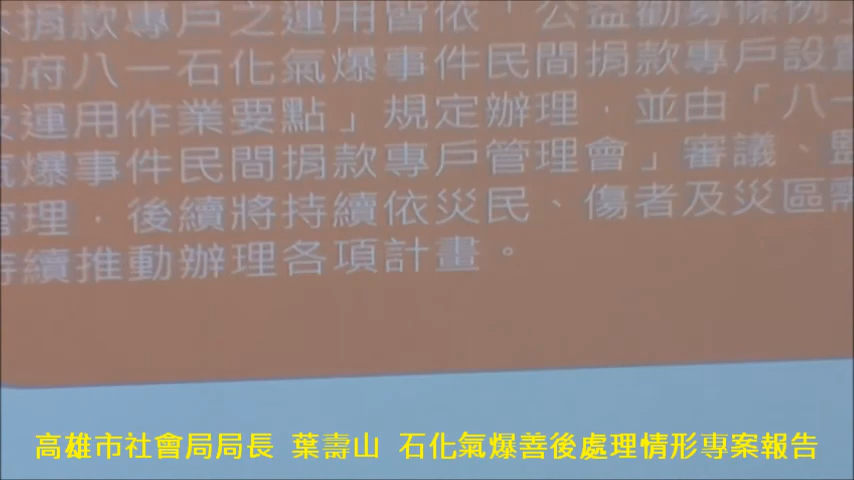 捐款專戶之運用皆依「公益勸募條例」
市府八一石化氣爆事件民間捐款專戶設置
及運用作業要點」規定辦理，並由「八一
氣爆事件民間捐款專戶管理會」審議、監
管理，後續將持續依災民、傷者及災區需
持續推動辦理各項計畫。
高雄市社會局局長 葉壽山 石化氣爆善後處理情形專案報告